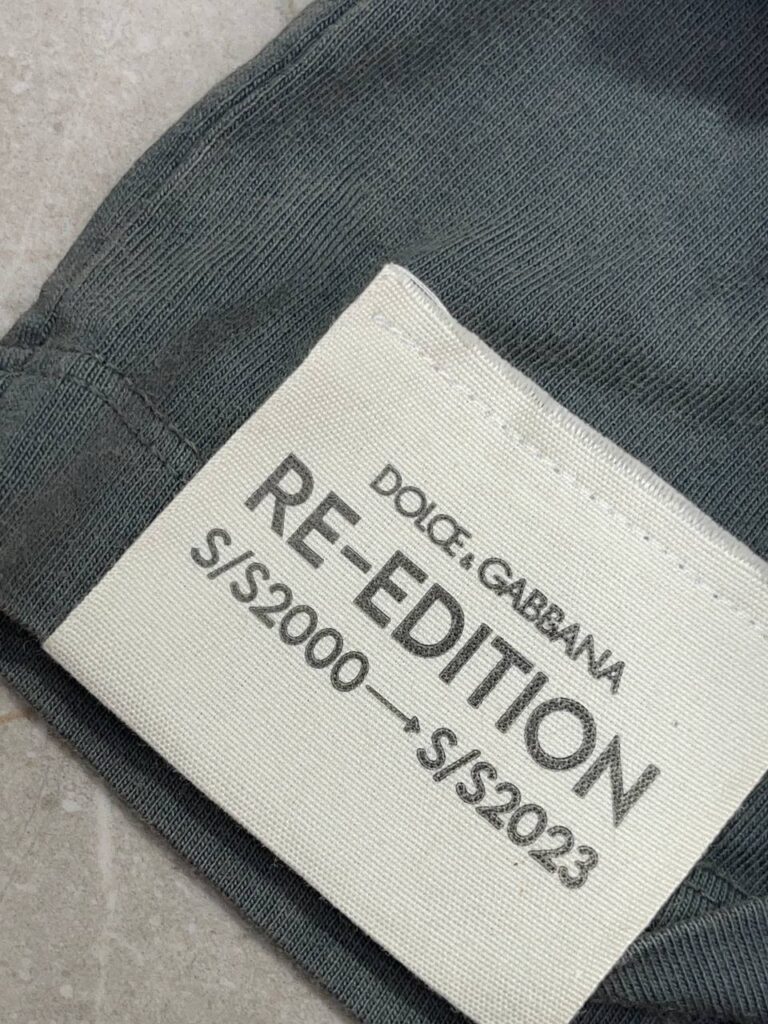 DOLCE & GABBANA
RE-EDITION
S/S2000→S/S2023